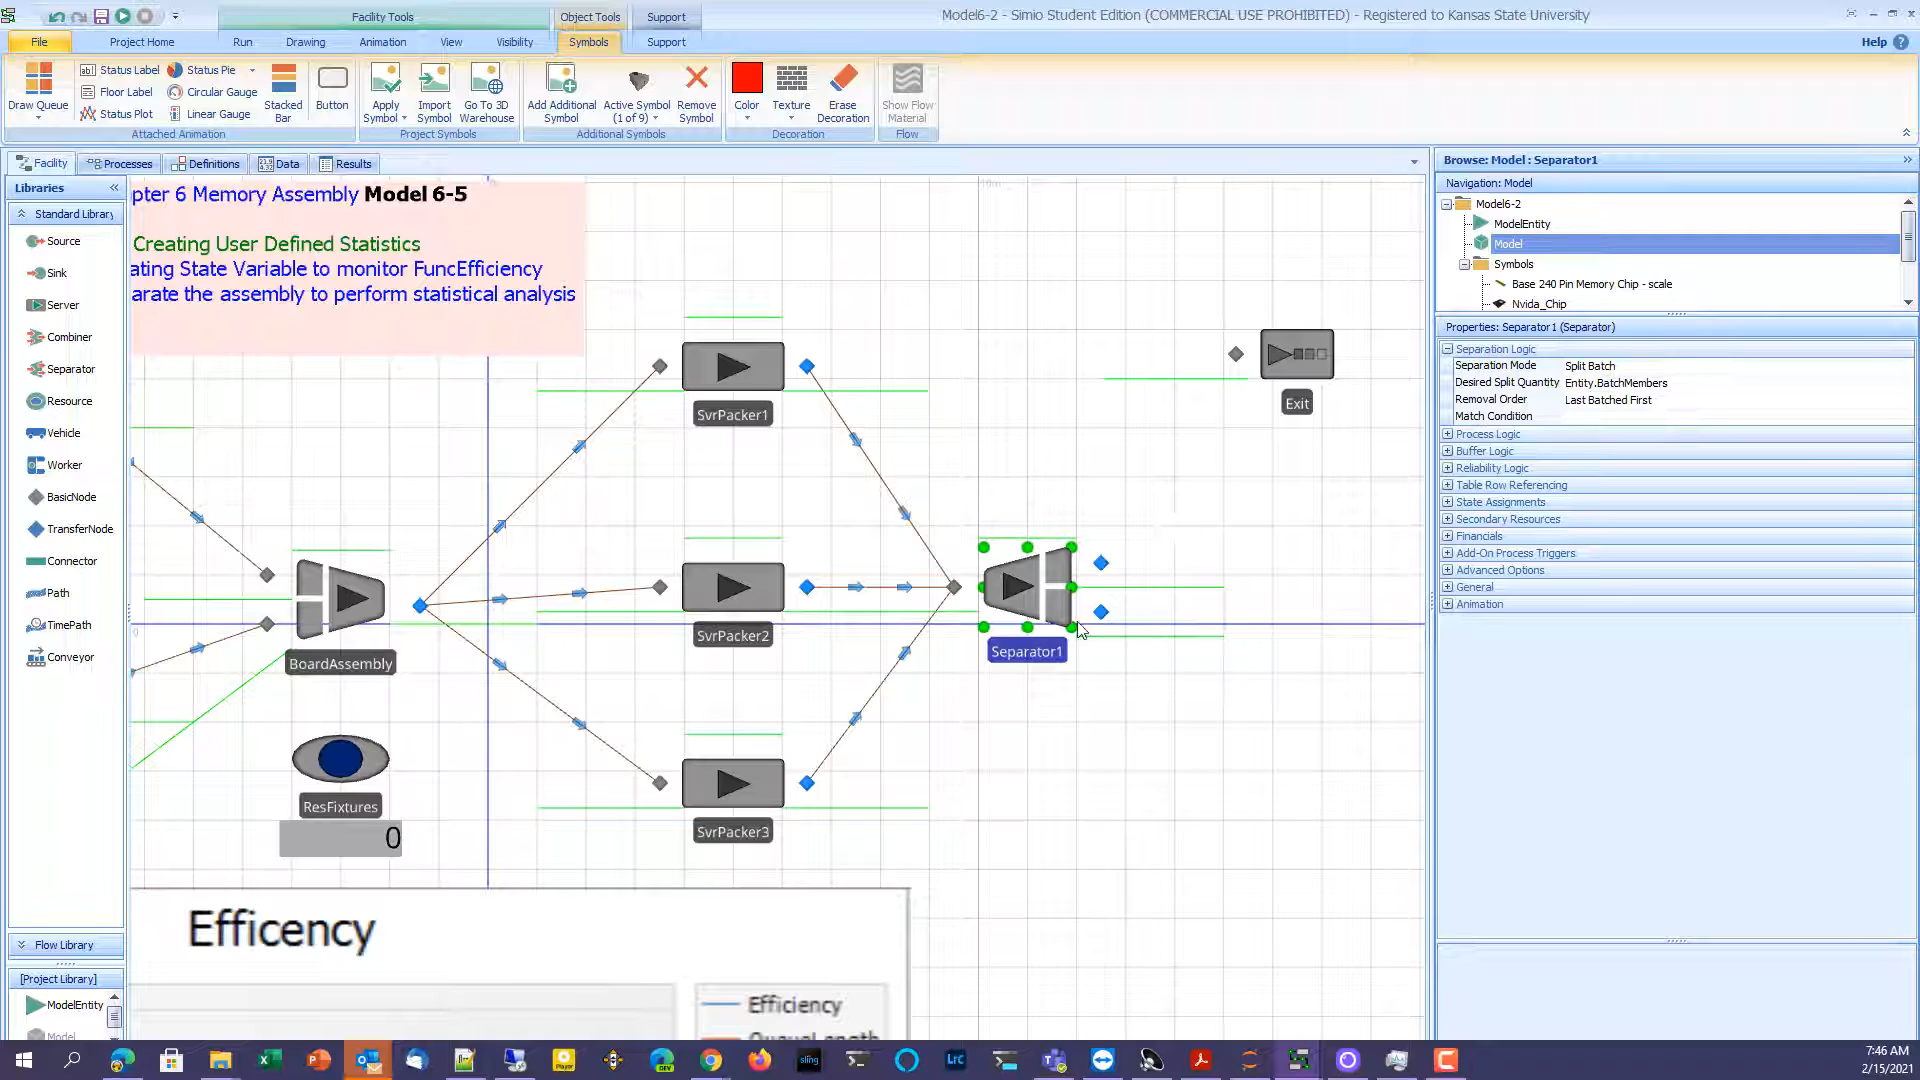 Facility Tools
Object Tools
Support
Model6-2 - Simio Student Edition (COMMERCIAL USE PROHIBITED) - Registered to Kansas State University
File
Project Home
Run
Drawing
Animation
View
Visibility
Symbols
Support
Help
Draw Queue
Status Label
Floor Label
Status Plot
Status Pie
Circular Gauge
Linear Gauge
Stacked Bar
Button
Attached Animation
Apply Symbol
Import Symbol
Go To 3D Warehouse
Project Symbols
Add Additional Symbol
Active Symbol (1 of 9)
Remove Symbol
Additional Symbols
Color
Texture
Erase Decoration
Decoration
Show Flow Material
Flow
Facility
Processes
Definitions
Data
Results
Libraries
Standard Library
Source
Sink
Server
Combiner
Separator
Resource
Vehicle
Worker
BasicNode
TransferNode
Connector
Path
TimePath
Conveyor
Flow Library
[Project Library]
ModelEntity
Model
pter 6 Memory Assembly Model 6-5
Creating User Defined Statistics
ating State Variable to monitor FuncEfficiency
arate the assembly to perform statistical analysis
SvrPacker1
Exit
SvrPacker2
Separator1
BoardAssembly
ResFixtures
0
SvrPacker3
Efficency
Efficiency
QueueLength
Browse: Model : Separator1
Navigation: Model
Model6-2
ModelEntity
Model
Symbols
Base 240 Pin Memory Chip - scale
Nvida_Chip
Properties: Separator1 (Separator)
Separation Logic
Separation Mode Split Batch
Desired Split Quantity Entity.BatchMembers
Removal Order Last Batched First
Match Condition
Process Logic
Buffer Logic
Reliability Logic
Table Row Referencing
State Assignments
Secondary Resources
Financials
Add-On Process Triggers
Advanced Options
General
Animation
sling
LrC
7:46 AM
2/15/2021